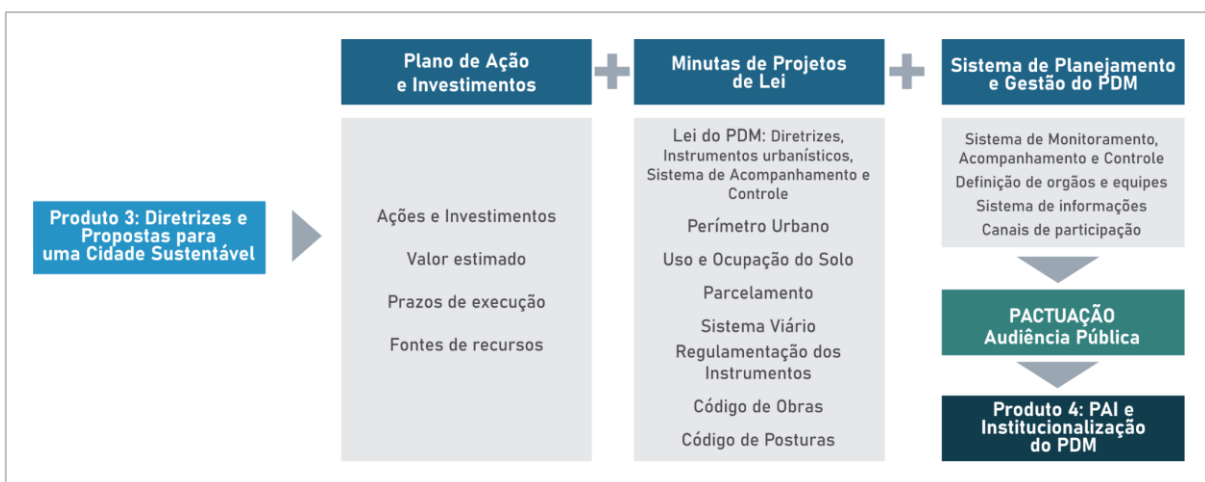 Produto 3: Diretrizes e
Propostas para
uma Cidade Sustentável
Plano de Ação
e Investimentos
Ações e Investimentos
Valor estimado
Prazos de execução
Fontes de recursos
Minutas de Projetos
de Lei
Lei do PDM: Diretrizes,
Instrumentos urbanísticos,
Sistema de Acompanhamento e
Controle
Perímetro Urbano
Uso e Ocupação do Solo
Parcelamento
Sistema Viário
Regulamentação dos
Instrumentos
Código de Obras
Código de Posturas
Sistema de Planejamento
e Gestão do PDM
Sistema de Monitoramento,
Acompanhamento e Controle
Definição de orgãos e equipes
Sistema de informações
Canais de participação
PACTUAÇÃO
Audiência Pública
Produto 4: PAI e
Institucionalização
do PDM